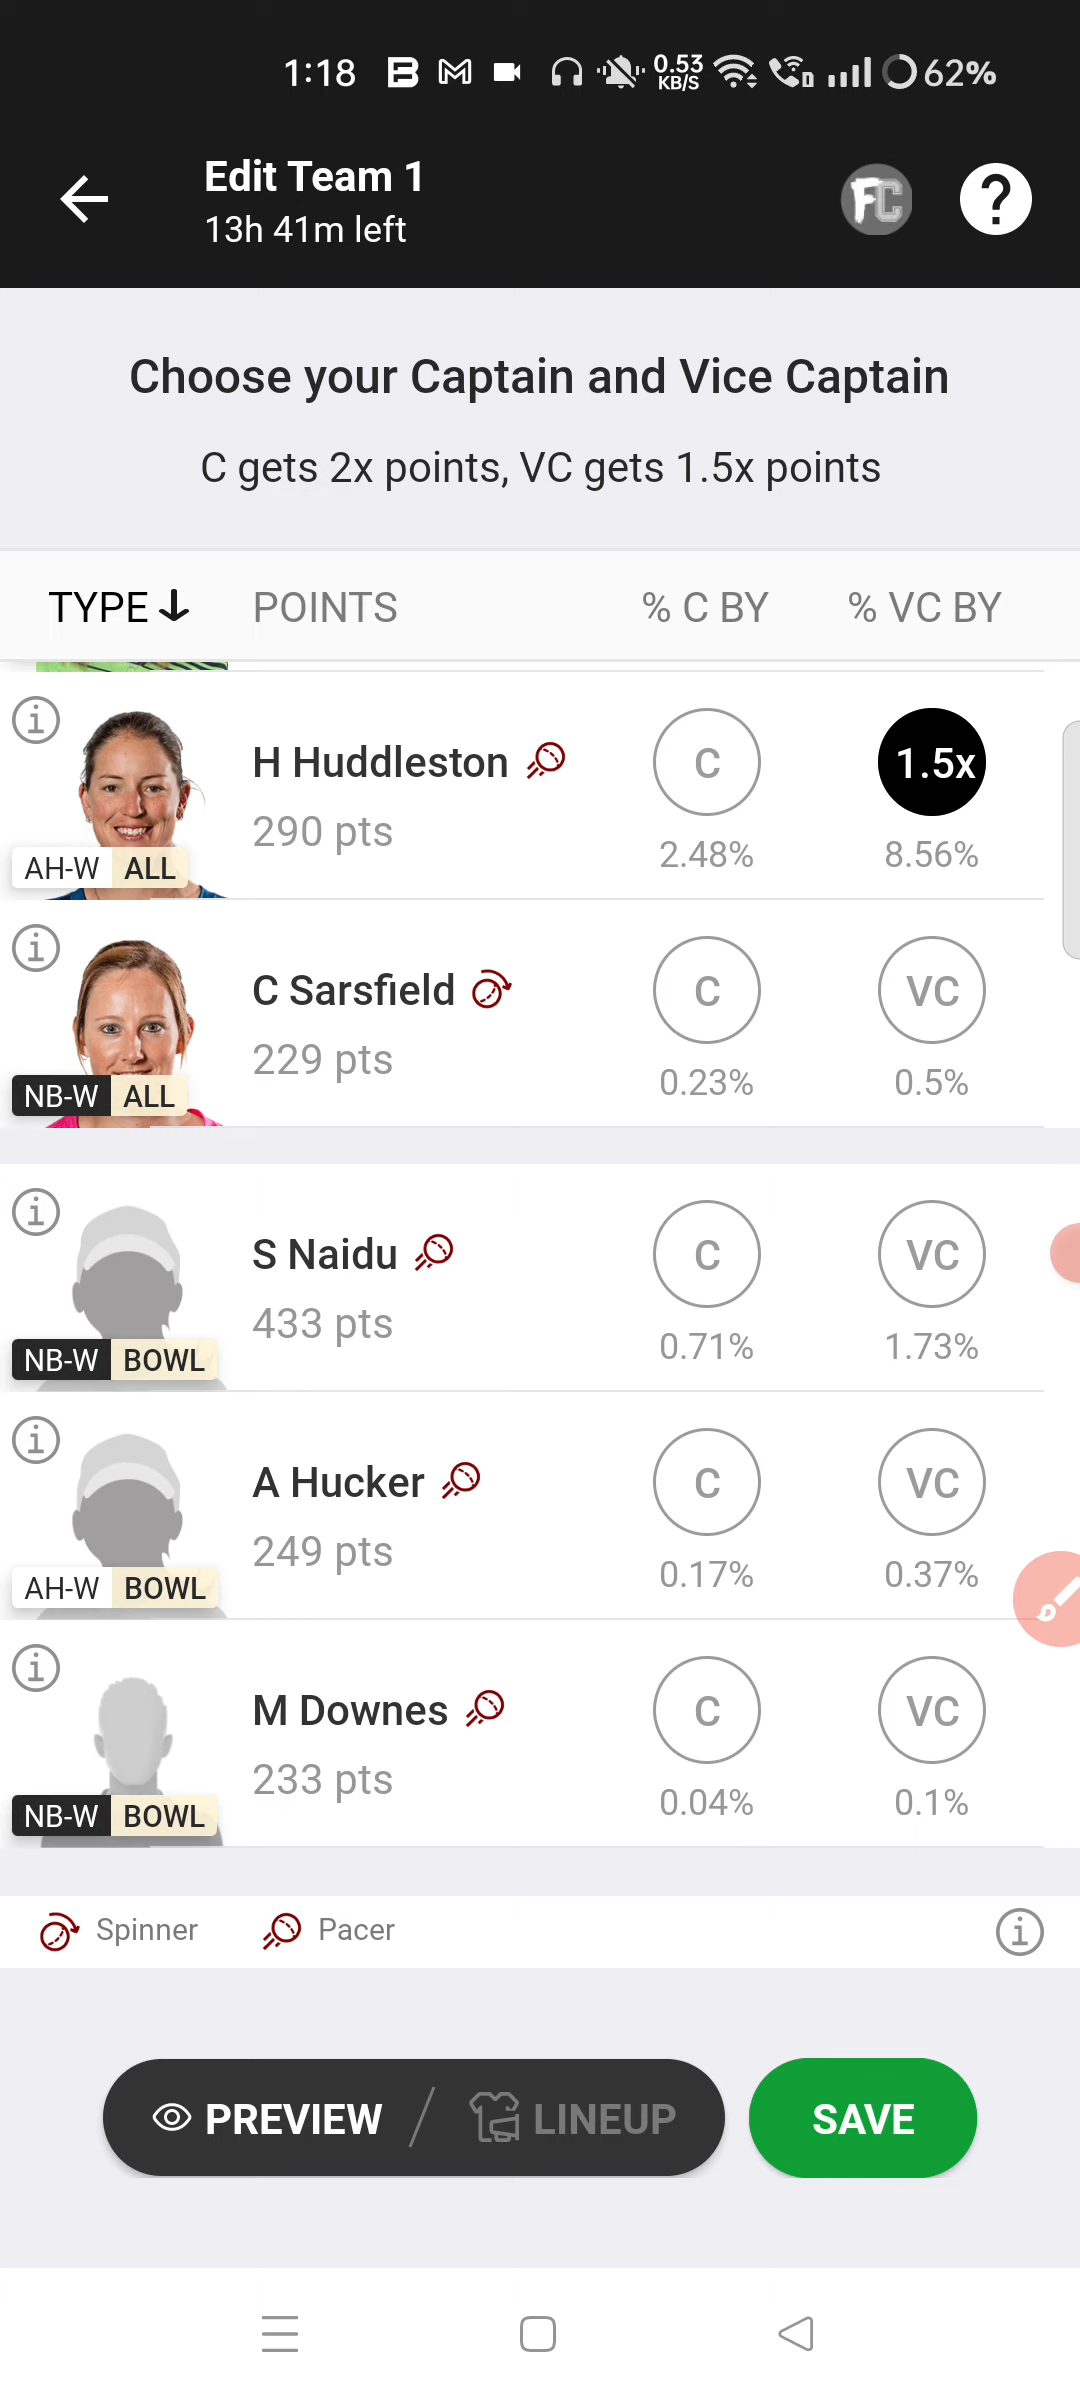 1:18 0.53 KB/S 62%
Edit Team 1
13h 41m left
FC ?
Choose your Captain and Vice Captain
C gets 2x points, VC gets 1.5x points
TYPE POINTS % C BY % VC BY
H Huddleston C 1.5x
290 pts 2.48% 8.56%
AH-W ALL
C Sarsfield C VC
229 pts 0.23% 0.5%
NB-W ALL
S Naidu C VC
433 pts 0.71% 1.73%
NB-W BOWL
A Hucker C VC
249 pts 0.17% 0.37%
AH-W BOWL
M Downes C VC
233 pts 0.04% 0.1%
NB-W BOWL
Spinner Pacer
PREVIEW / LINEUP SAVE